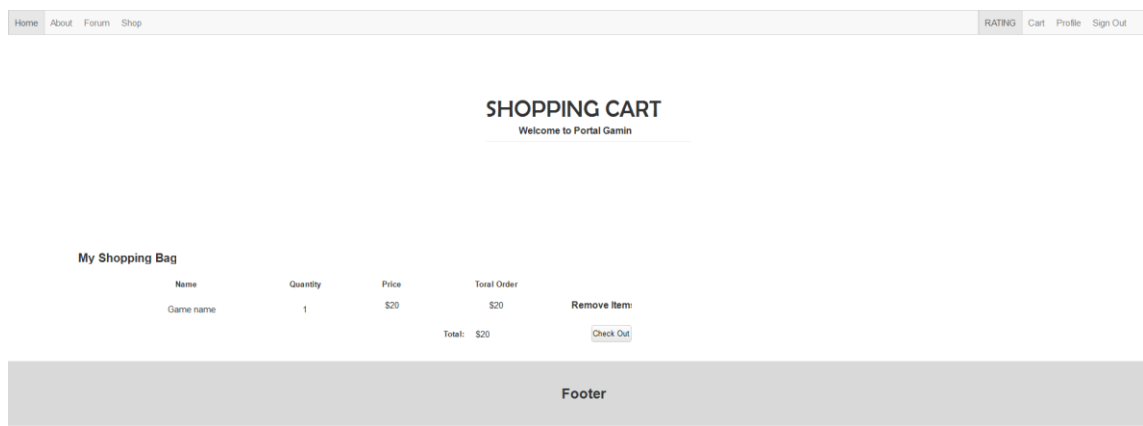 Home About Forum Shop RATING Cart Profile Sign Out
SHOPPING CART
Welcome to Portal Gamin
My Shopping Bag
Name Quantity Price Toral Order
Game name 1 $20 $20 Remove Item:
Total: $20 Check Out
Footer